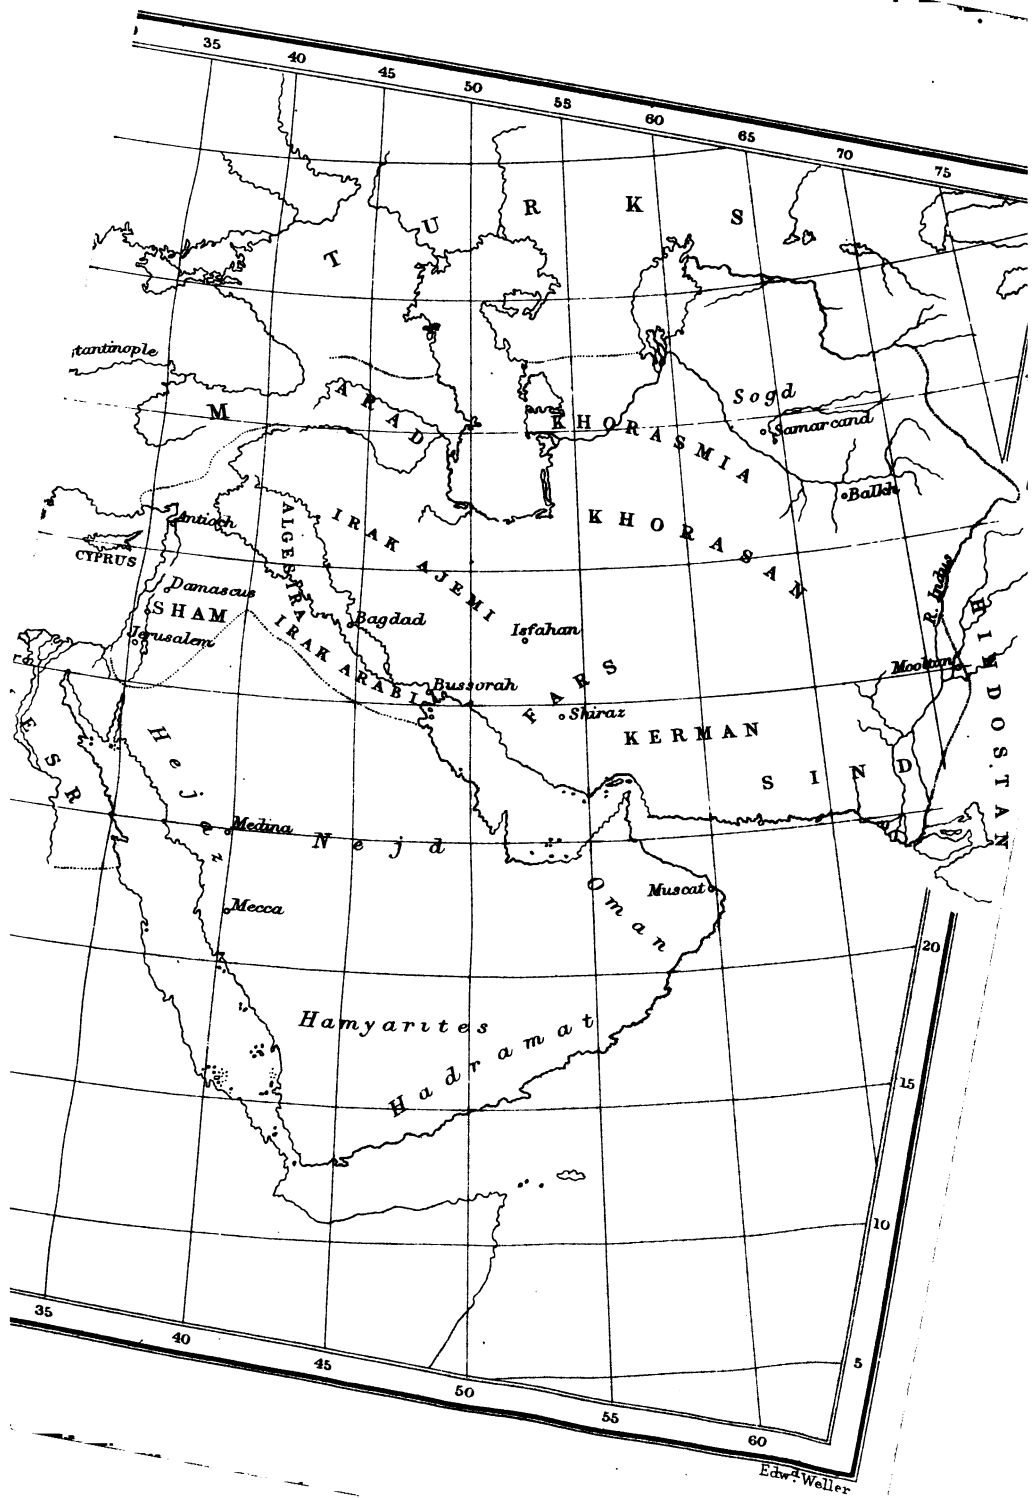 35
40
45
50
55
60
65
70
75
T U R K S
tantinople
M
A R A D
Sogd
Samarcand
KHORASMIA
Balkh
KHORASAN
Antioch
CYPRUS
ALGESIRA
IRAK AJEMI
R. Indus
HINDOSTAN
Damascus
SHAM
Jerusalem
Bagdad
Isfahan
IRAK ARABI
Mooltan
Bussorah
FARS
Shiraz
KERMAN
SIND
ESR
Hejaz
Medina
Nejd
Mecca
Oman
Muscat
20
Hamyarites
Hadramat
15
10
5
35
40
45
50
55
60
Edwd. Weller